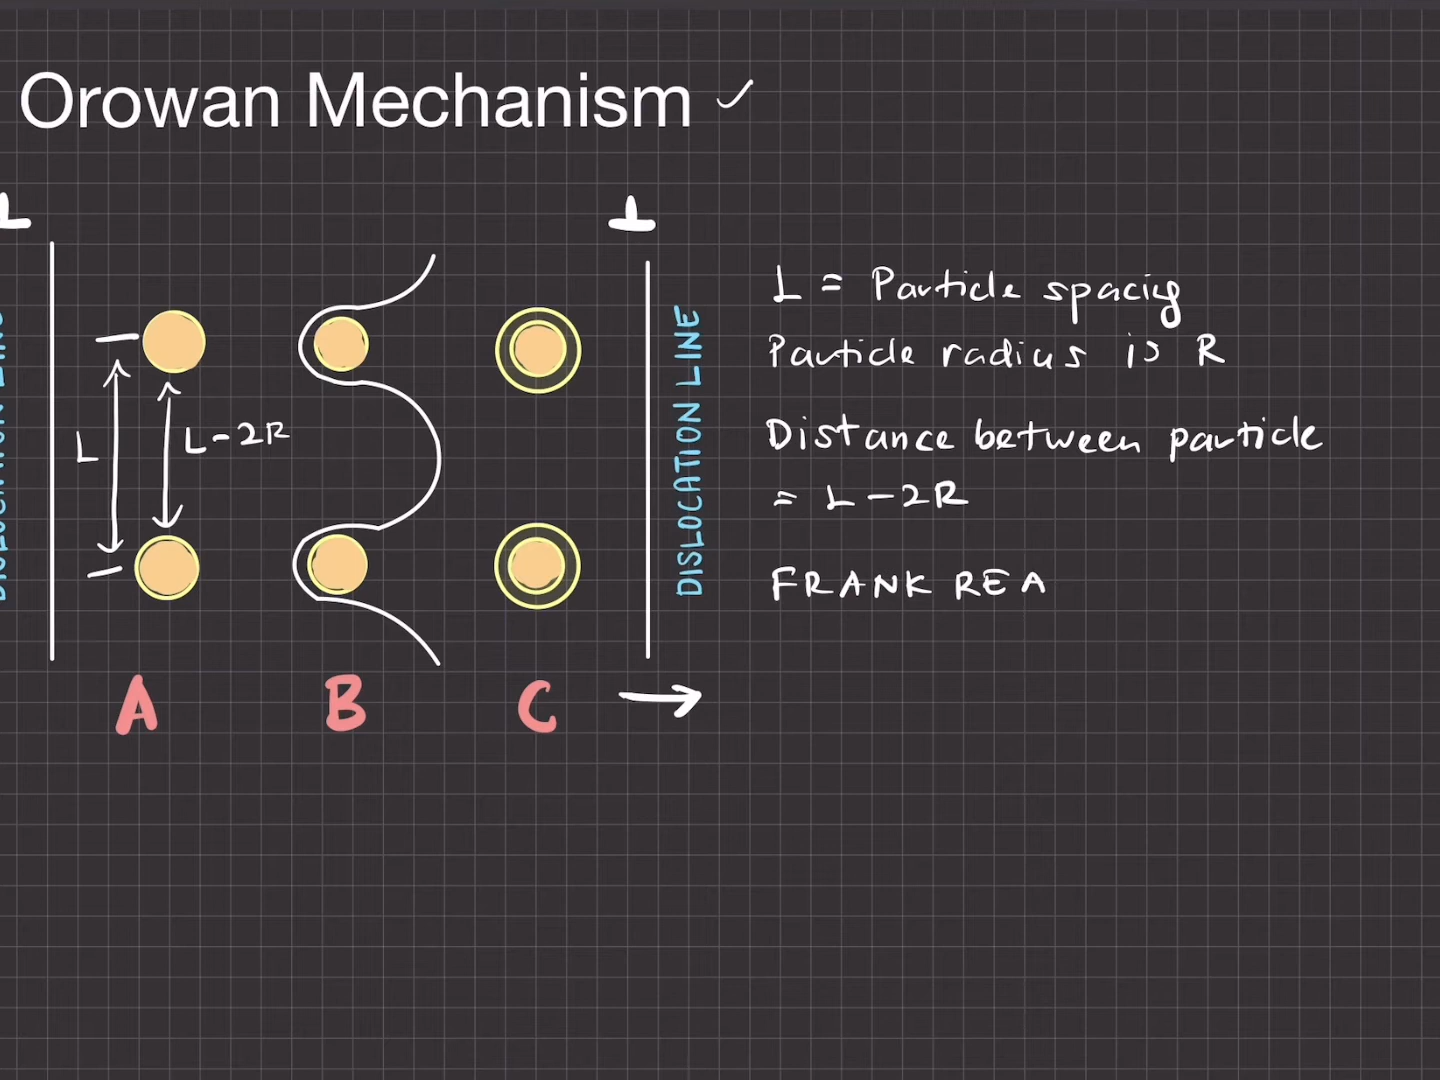 Orowan Mechanism
L
L-2R
A
B
C
DISLOCATION LINE
L = Particle spacing
Particle radius is R
Distance between particle
= L-2R
FRANK REA